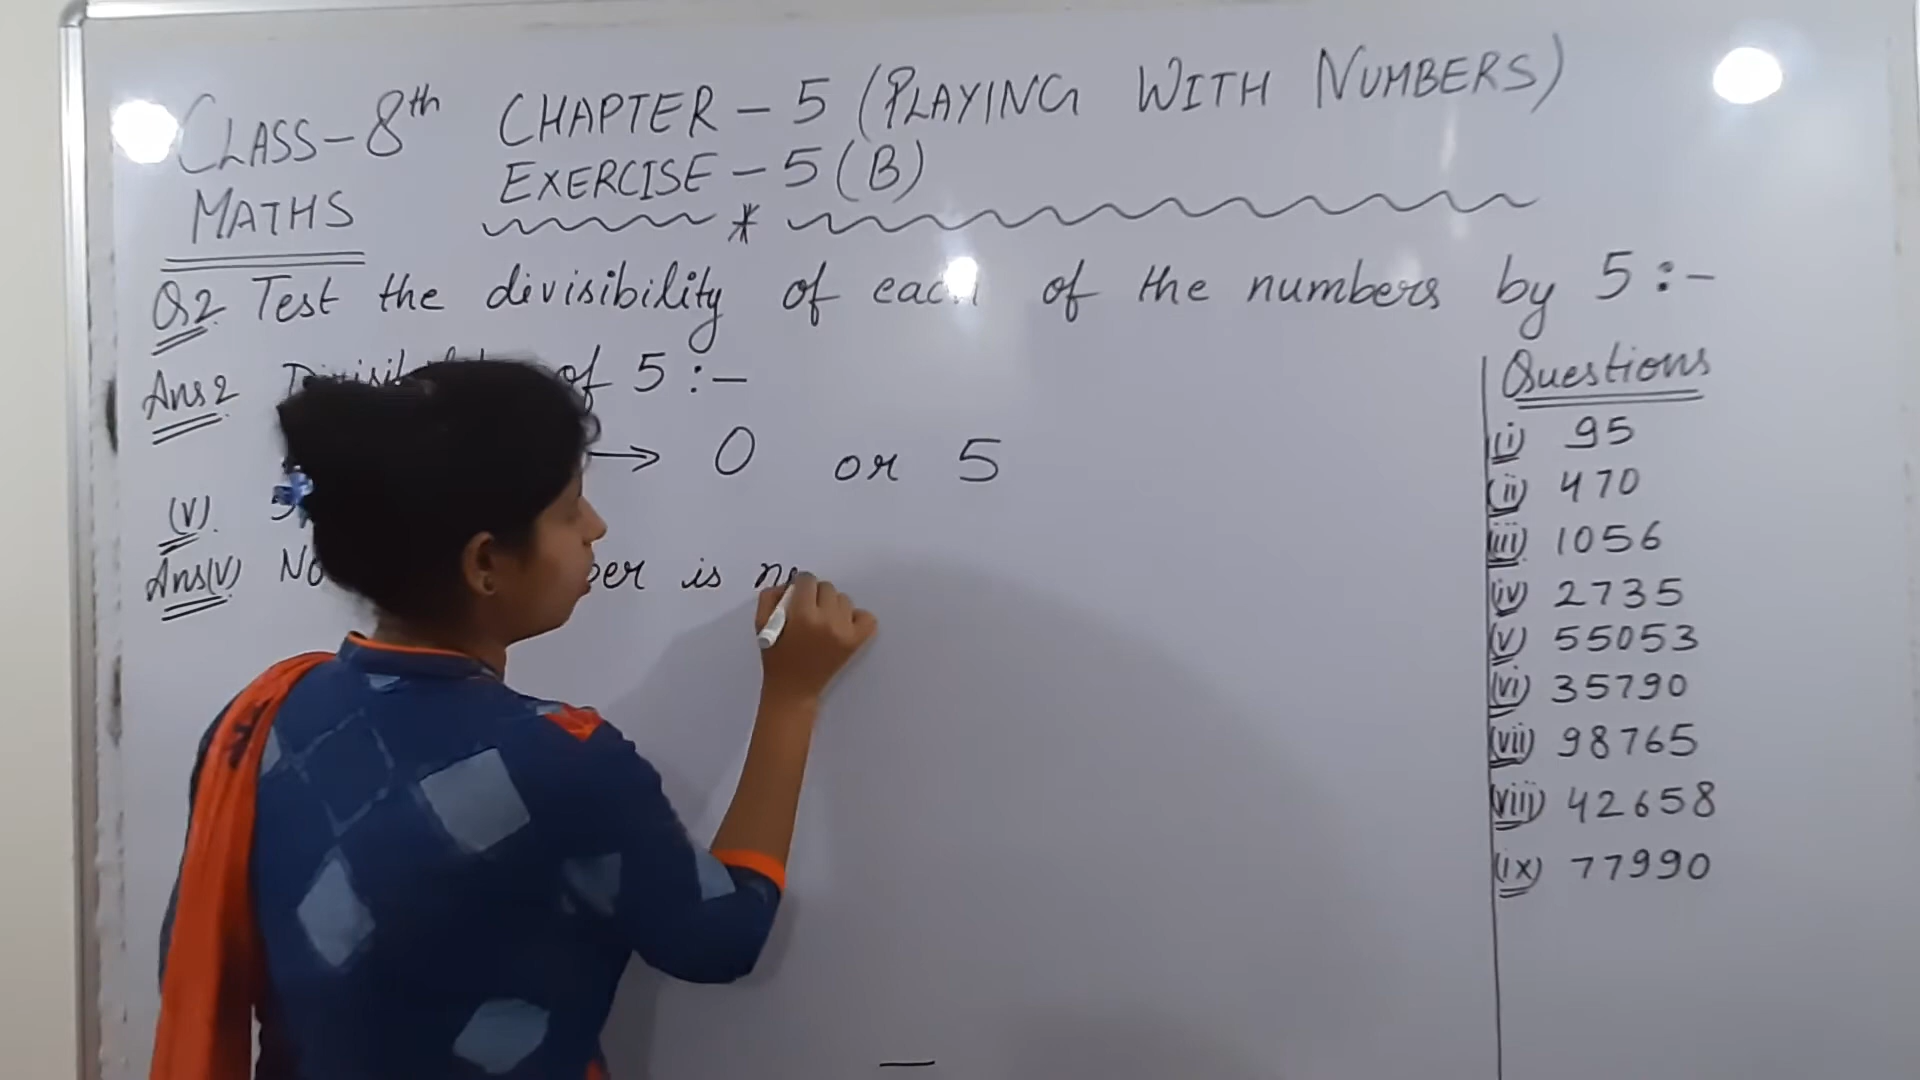 CLASS-8th CHAPTER-5 (PLAYING WITH NUMBERS)
MATHS EXERCISE-5(B)
Q2 Test the divisibility of each of the numbers by 5:-
Ans2 of 5:-
→ 0 or 5
(V).
Ans(V) is
Questions
(i) 95
(ii) 470
(iii) 1056
(iv) 2735
(v) 55053
(vi) 35790
(vii) 98765
(viii) 42658
(ix) 77990